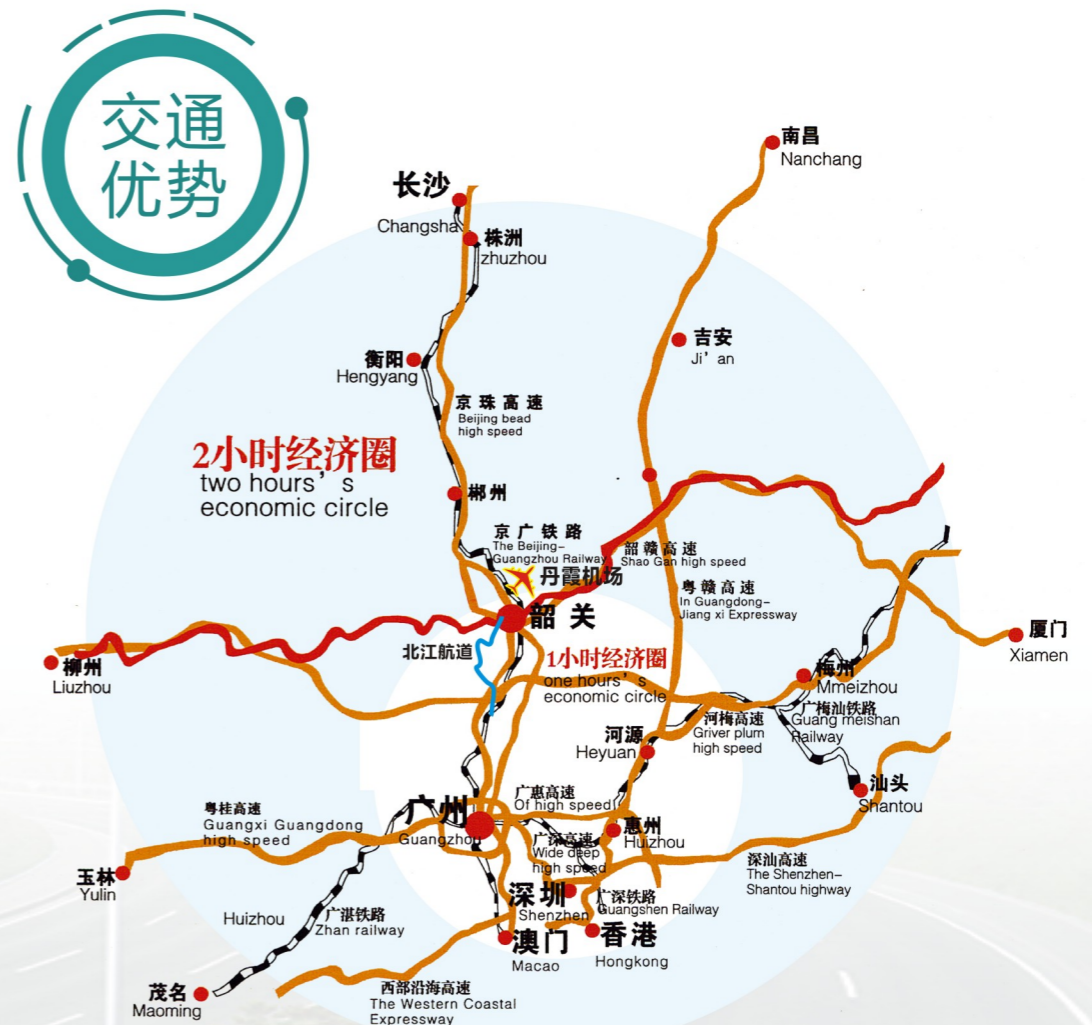 交通
优势
南昌
Nanchang
长沙
Changsha
株洲
zhuzhou
吉安
Ji’an
衡阳
Hengyang
京珠高速
Beijing bead
high speed
2小时经济圈
two hours’s
economic circle
郴州
京广铁路
The Beijing-
Guangzhou Railway
韶赣高速
Shao Gan high speed
丹霞机场
粤赣高速
In Guangdong-
Jiang xi Expressway
韶关
厦门
Xiamen
北江航道
1小时经济圈
one hours’s
economic circle
柳州
Liuzhou
梅州
Mmeizhou
广梅汕铁路
Guang meishan
Railway
河梅高速
Griver plum
high speed
河源
Heyuan
汕头
Shantou
广惠高速
Of high speed
粤桂高速
Guangxi Guangdong
high speed
广州
Guangzhou
广深高速
Wide deep
high speed
惠州
Huizhou
深汕高速
The Shenzhen-
Shantou highway
玉林
Yulin
深圳
Shenzhen
广深铁路
Guangshen Railway
Huizhou
广湛铁路
Zhan railway
澳门
Macao
香港
Hongkong
茂名
Maoming
西部沿海高速
The Western Coastal
Expressway